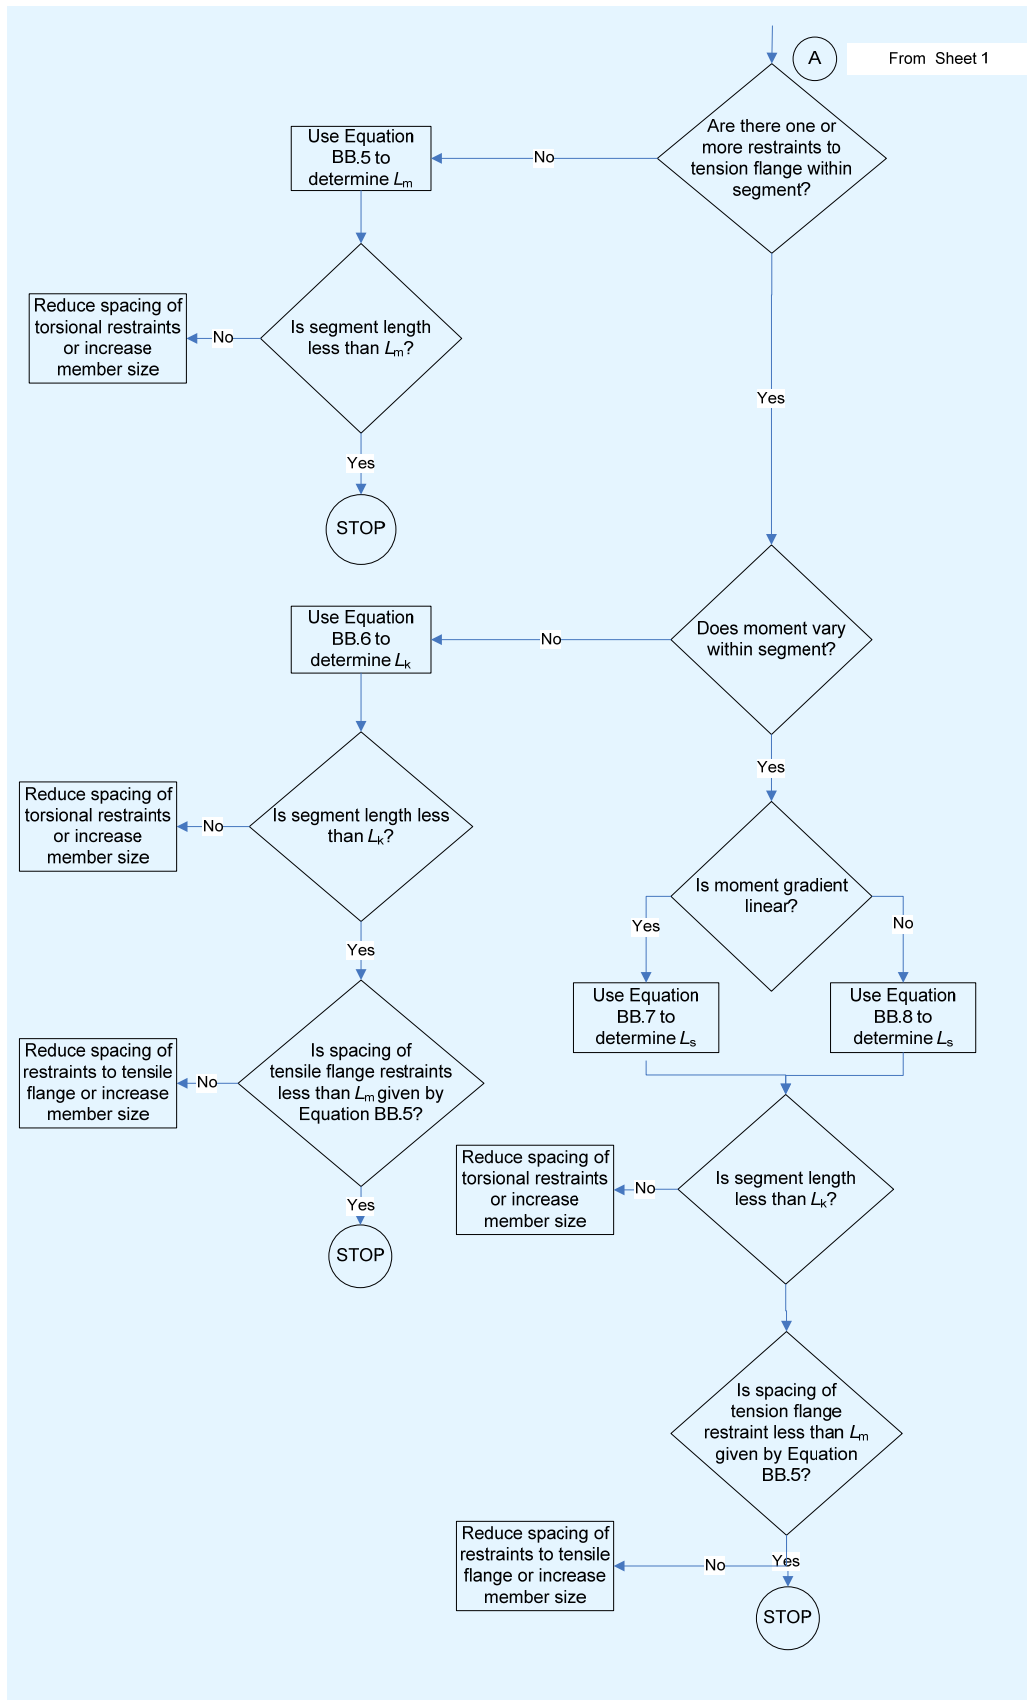 A
From Sheet 1
Are there one or
more restraints to
tension flange within
segment?
No
Use Equation
BB.5 to
determine Lm
Is segment length
less than Lm?
No
Reduce spacing of
torsional restraints
or increase
member size
Yes
STOP
Yes
Does moment vary
within segment?
No
Use Equation
BB.6 to
determine Lk
Is segment length less
than Lk?
No
Reduce spacing of
torsional restraints
or increase
member size
Yes
Is spacing of
tensile flange restraints
less than Lm given by
Equation BB.5?
No
Reduce spacing of
restraints to tensile
flange or increase
member size
Yes
STOP
Yes
Is moment gradient
linear?
Yes
No
Use Equation
BB.7 to
determine Ls
Use Equation
BB.8 to
determine Ls
Is segment length
less than Lk?
No
Reduce spacing of
torsional restraints
or increase
member size
Is spacing of
tension flange
restraint less than Lm
given by Equation
BB.5?
No
Reduce spacing of
restraints to tensile
flange or increase
member size
Yes
STOP